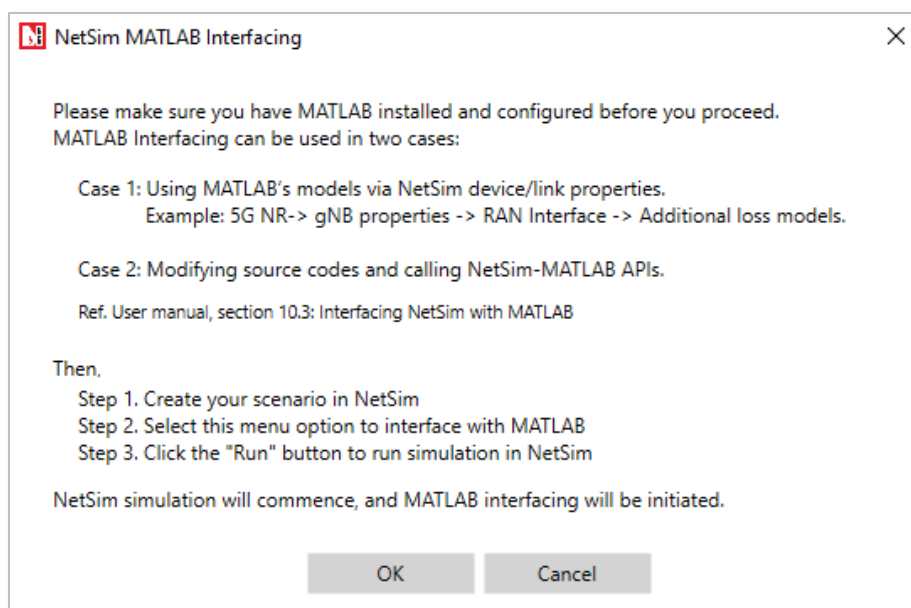 NetSim MATLAB Interfacing
Please make sure you have MATLAB installed and configured before you proceed.
MATLAB Interfacing can be used in two cases:
Case 1: Using MATLAB's models via NetSim device/link properties.
Example: 5G NR-> gNB properties -> RAN Interface -> Additional loss models.
Case 2: Modifying source codes and calling NetSim-MATLAB APIs.
Ref. User manual, section 10.3: Interfacing NetSim with MATLAB
Then,
Step 1. Create your scenario in NetSim
Step 2. Select this menu option to interface with MATLAB
Step 3. Click the "Run" button to run simulation in NetSim
NetSim simulation will commence, and MATLAB interfacing will be initiated.
OK Cancel